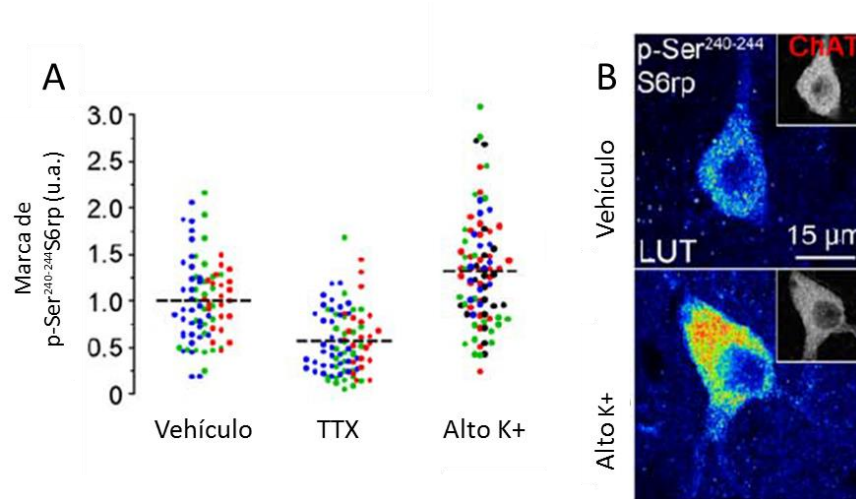 A
3.0
2.5
2.0
1.5
1.0
0.5
0
Marca de
p-Ser240-244S6rp (u.a.)
Vehículo
TTX
Alto K+
B
Vehículo
Alto K+
p-Ser240-244
S6rp
ChAT
LUT
15 µm